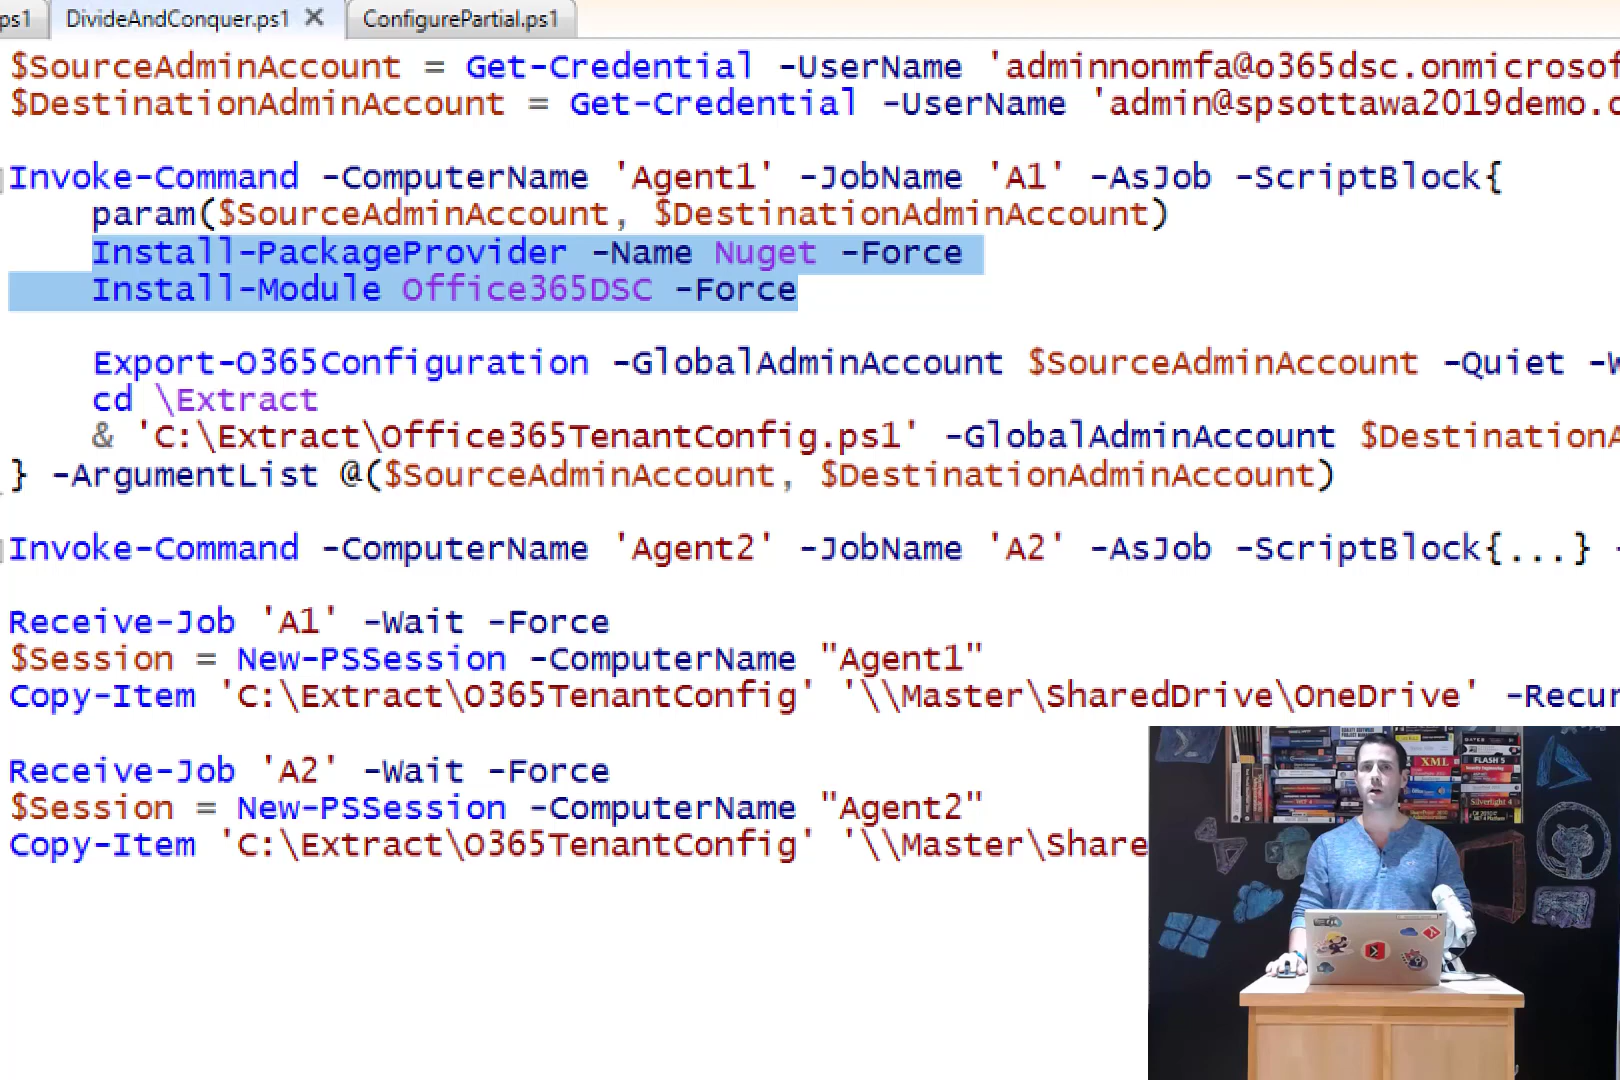 ps1
DivideAndConquer.ps1 ✕
ConfigurePartial.ps1
$SourceAdminAccount = Get-Credential -UserName 'adminnonmfa@o365dsc.onmicrosof
$DestinationAdminAccount = Get-Credential -UserName 'admin@spsottawa2019demo.
Invoke-Command -ComputerName 'Agent1' -JobName 'A1' -AsJob -ScriptBlock{
param($SourceAdminAccount, $DestinationAdminAccount)
Install-PackageProvider -Name Nuget -Force
Install-Module Office365DSC -Force
Export-O365Configuration -GlobalAdminAccount $SourceAdminAccount -Quiet -W
cd \Extract
& 'C:\Extract\Office365TenantConfig.ps1' -GlobalAdminAccount $DestinationA
} -ArgumentList @($SourceAdminAccount, $DestinationAdminAccount)
Invoke-Command -ComputerName 'Agent2' -JobName 'A2' -AsJob -ScriptBlock{...} -
Receive-Job 'A1' -Wait -Force
$Session = New-PSSession -ComputerName "Agent1"
Copy-Item 'C:\Extract\O365TenantConfig' '\\Master\SharedDrive\OneDrive' -Recur
Receive-Job 'A2' -Wait -Force
$Session = New-PSSession -ComputerName "Agent2"
Copy-Item 'C:\Extract\O365TenantConfig' '\\Master\Share
XML
FLASH 5
Silverlight 4